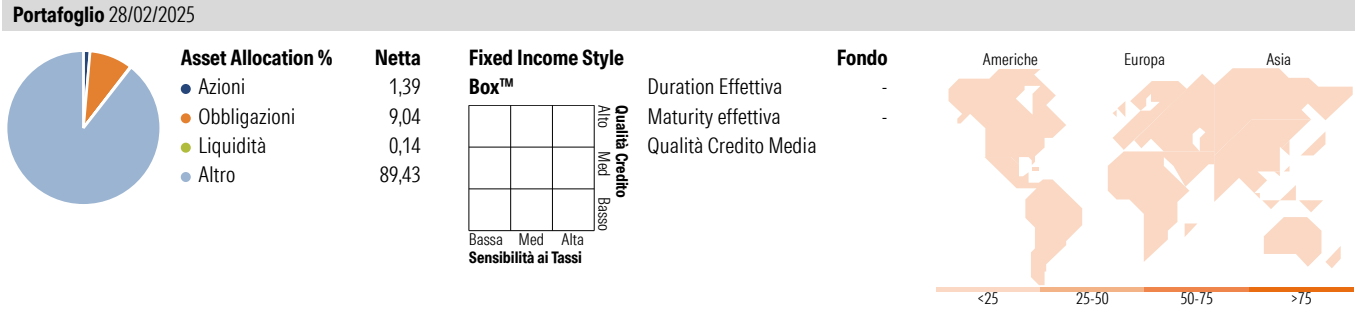 Portafoglio 28/02/2025
Asset Allocation % Netta
Azioni 1,39
Obbligazioni 9,04
Liquidità 0,14
Altro 89,43
Fixed Income Style
Box™
Alto Med Basso
Qualità Credito
Bassa Med Alta
Sensibilità ai Tassi
Fondo
Duration Effettiva -
Maturity effettiva -
Qualità Credito Media
Americhe Europa Asia
<25 25-50 50-75 >75